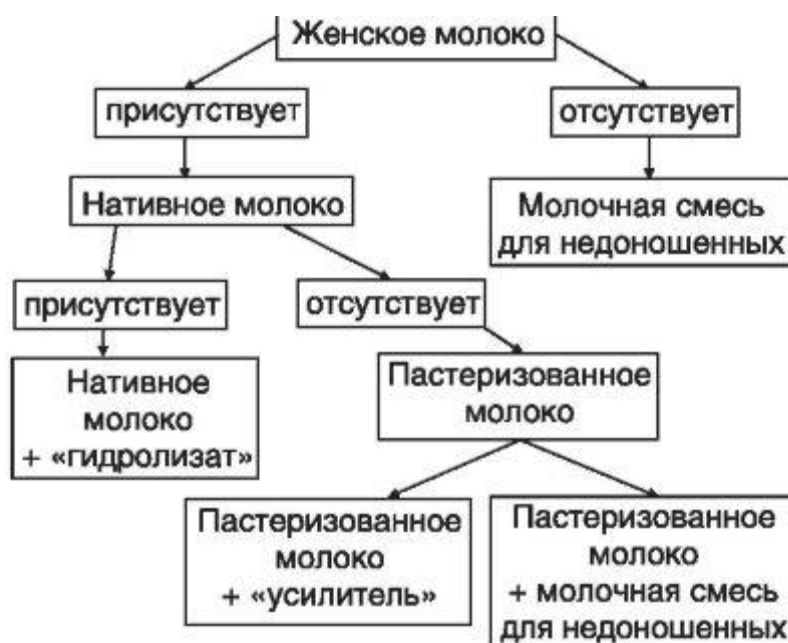 Женское молоко
присутствует
отсутствует
Нативное молоко
Молочная смесь
для недоношенных
присутствует
отсутствует
Нативное
молоко
+ «гидролизат»
Пастеризованное
молоко
Пастеризованное
молоко
+ «усилитель»
Пастеризованное
молоко
+ молочная смесь
для недоношенных